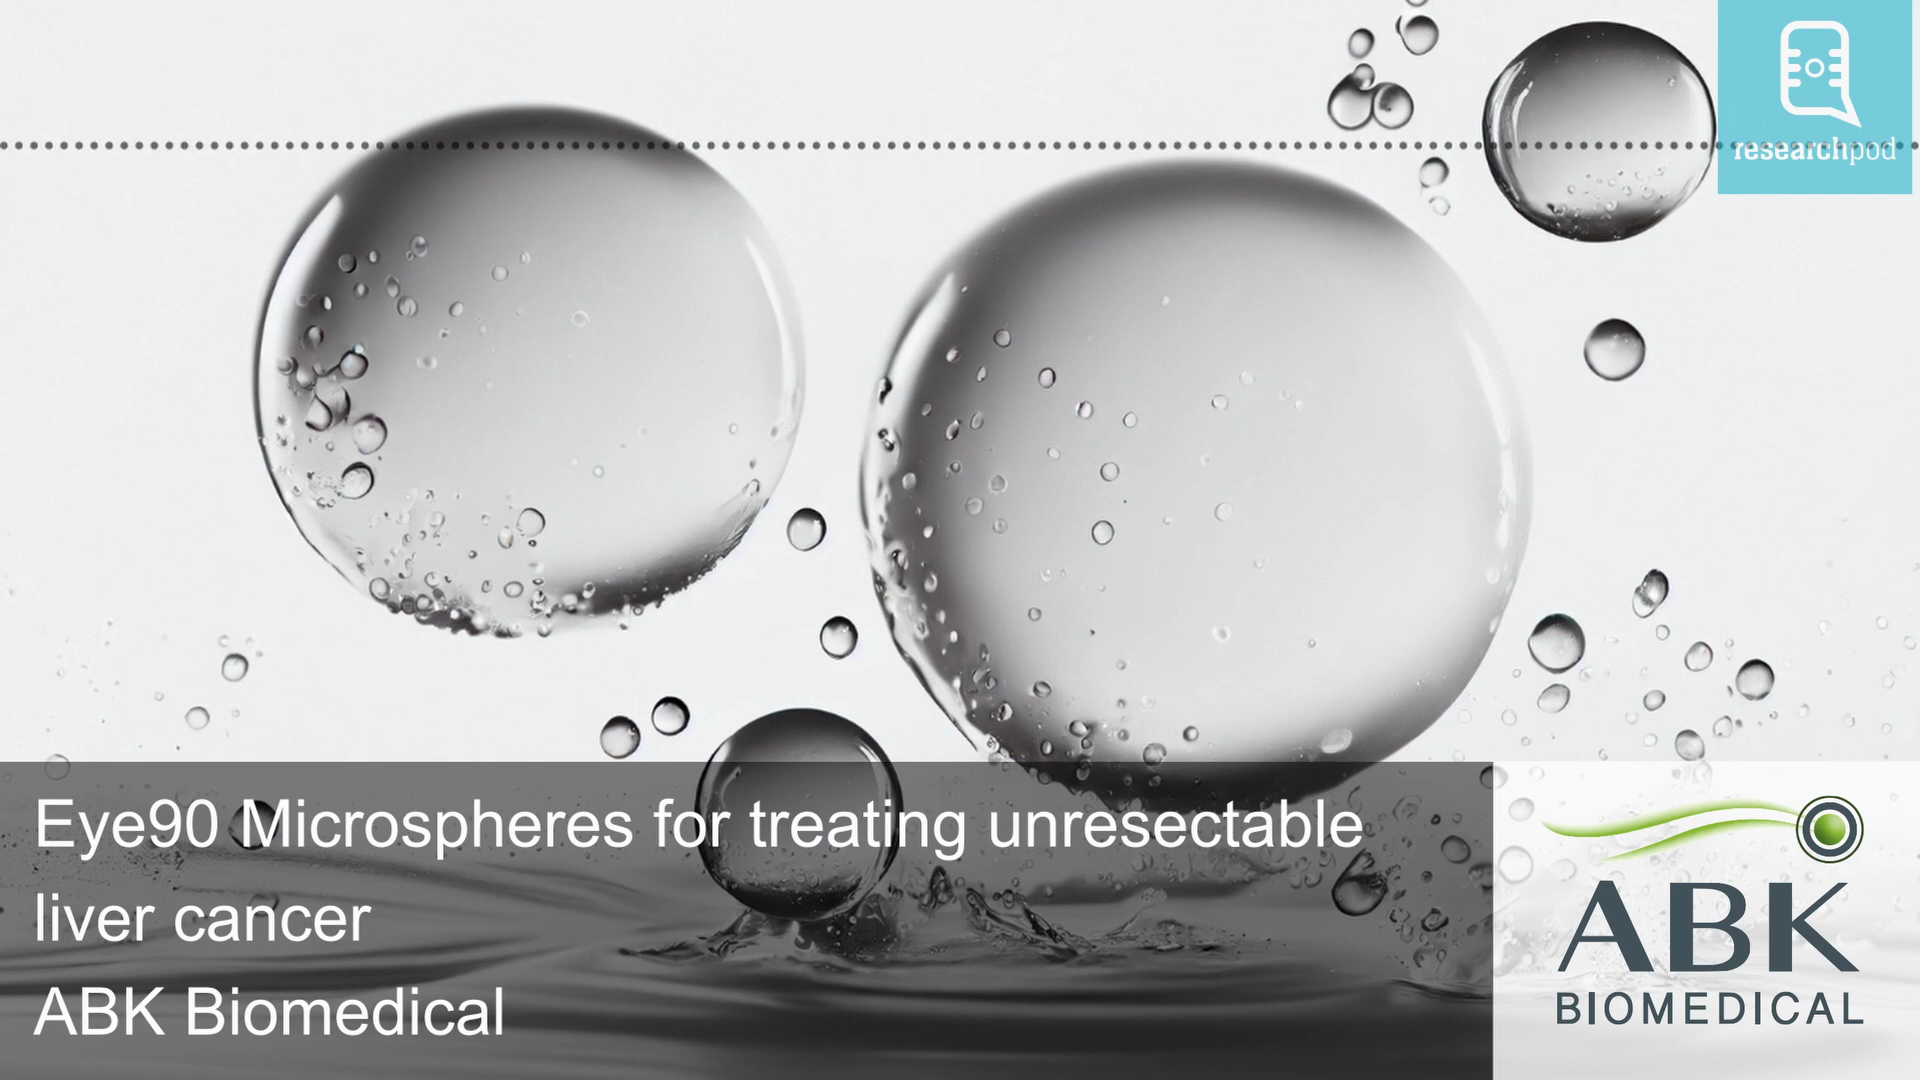 researchpod
Eye90 Microspheres for treating unresectable
liver cancer
ABK Biomedical
ABK
BIOMEDICAL